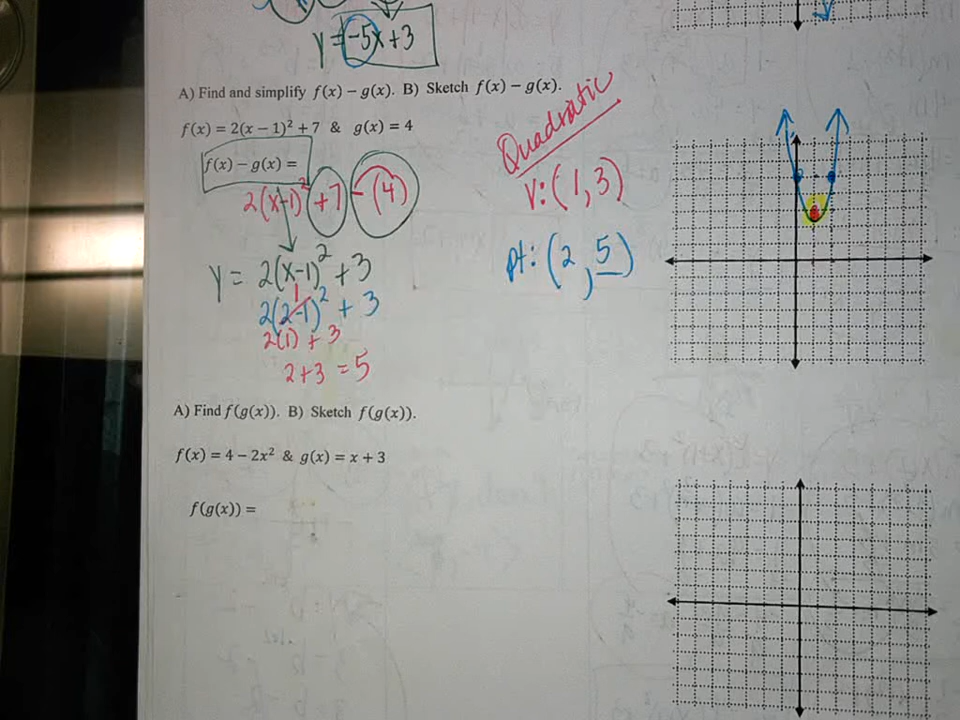 y = -5x + 3
A) Find and simplify f(x) – g(x). B) Sketch f(x) – g(x).
f(x) = 2(x – 1)² + 7 & g(x) = 4
f(x) – g(x) =
2(x-1)² + 7 - (4)
Quadratic
V: (1, 3)
y = 2(x-1)² + 3
pt: (2, 5)
1
2(2-1)² + 3
2(1) + 3
2+3 = 5
A) Find f(g(x)). B) Sketch f(g(x)).
f(x) = 4 – 2x² & g(x) = x + 3
f(g(x)) =